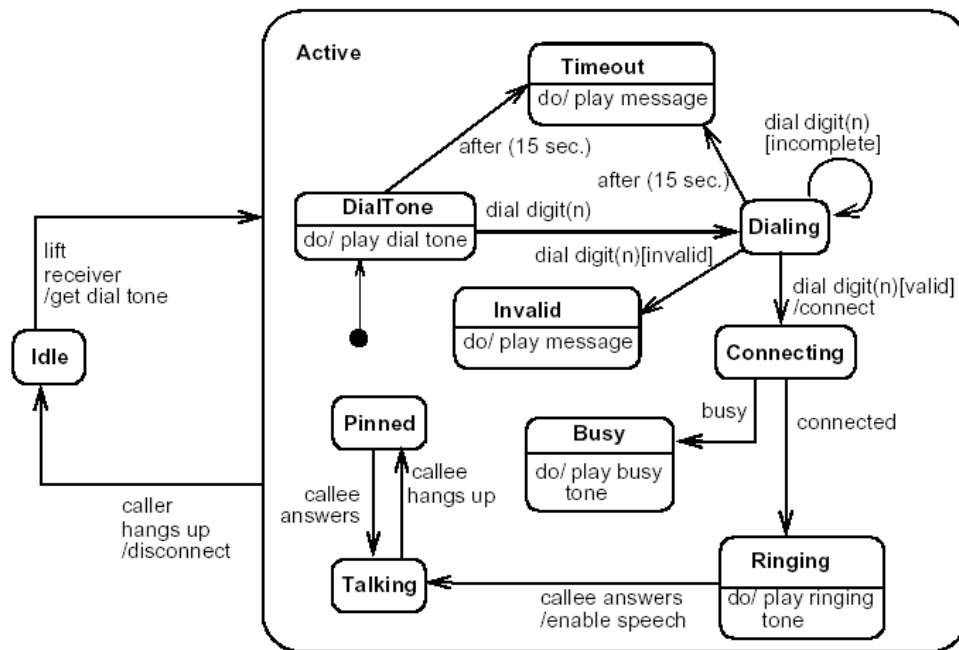 Active
Timeout
do/ play message
dial digit(n)
[incomplete]
after (15 sec.)
after (15 sec.)
DialTone
do/ play dial tone
dial digit(n)
Dialing
lift
receiver
/get dial tone
dial digit(n)[invalid]
dial digit(n)[valid]
/connect
Invalid
do/ play message
Idle
Connecting
Pinned
busy
connected
Busy
do/ play busy
tone
callee
answers
callee
hangs up
caller
hangs up
/disconnect
Talking
callee answers
/enable speech
Ringing
do/ play ringing
tone